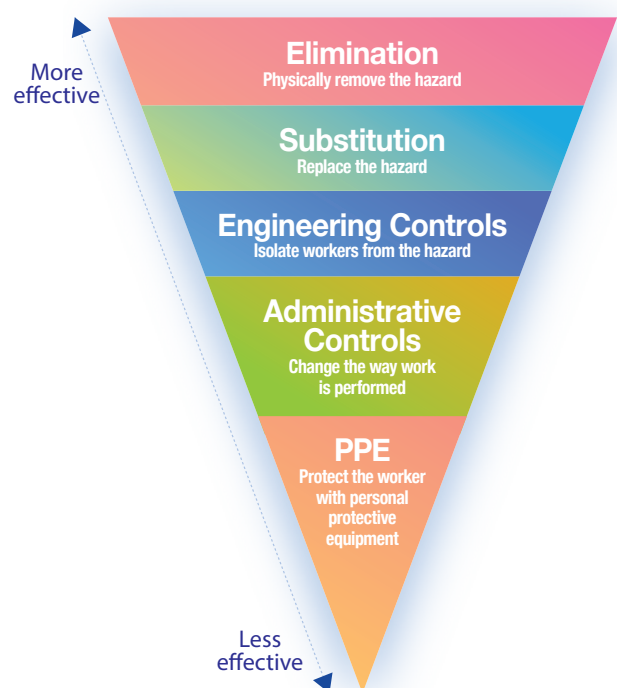 More
effective
Elimination
Physically remove the hazard
Substitution
Replace the hazard
Engineering Controls
Isolate workers from the hazard
Administrative
Controls
Change the way work
is performed
PPE
Protect the worker
with personal
protective
equipment
Less
effective